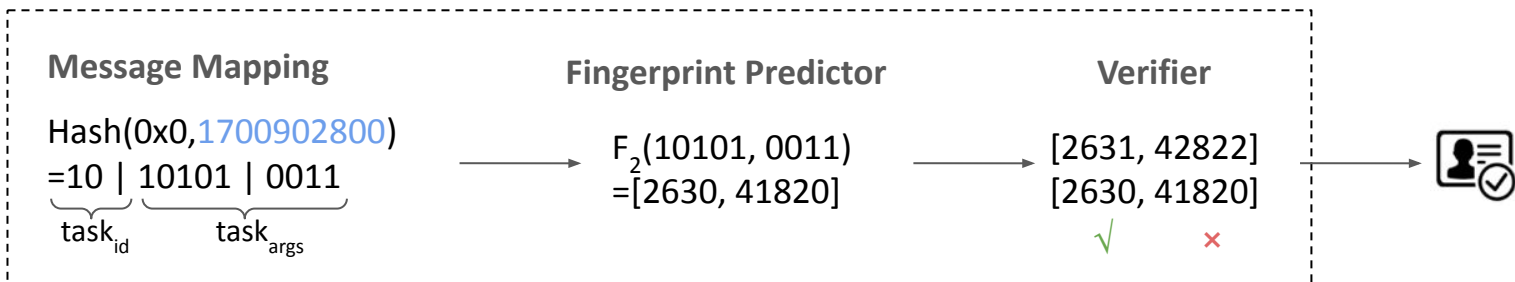 Message Mapping
Hash(0x0,1700902800)
=10 | 10101 | 0011
task_id
task_args
Fingerprint Predictor
F_2(10101, 0011)
=[2630, 41820]
Verifier
[2631, 42822]
[2630, 41820]
√ ×